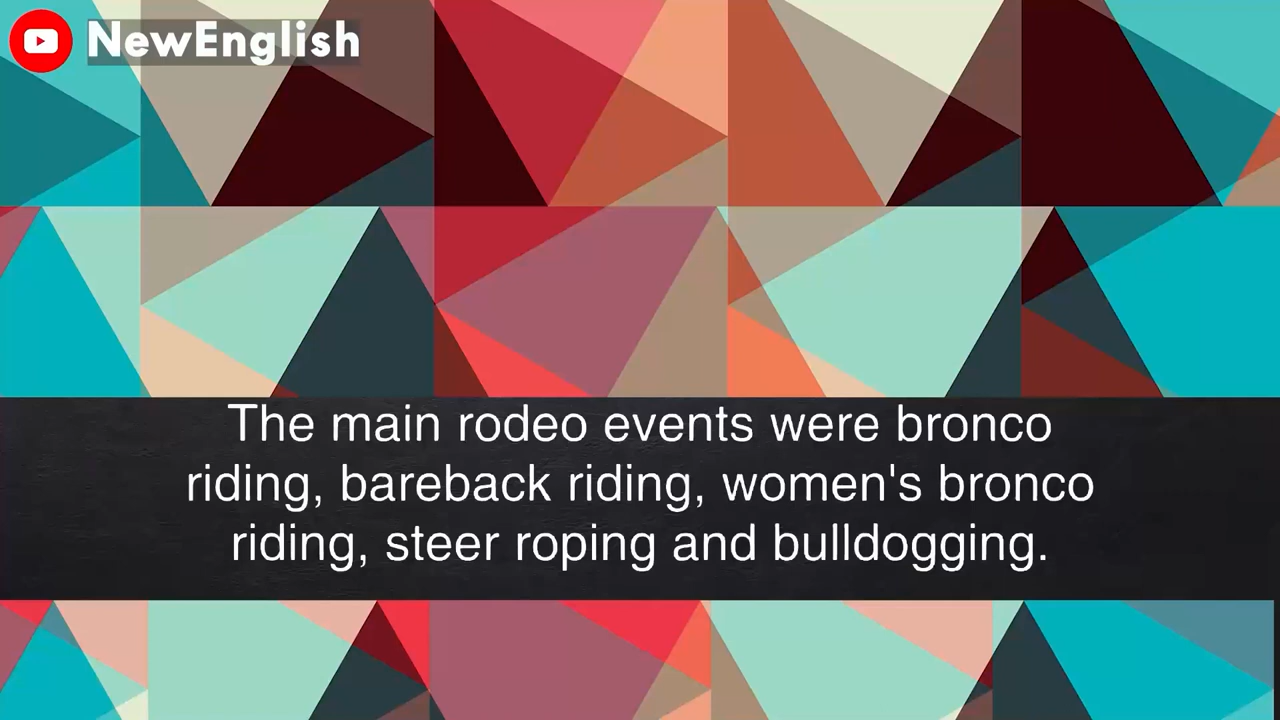 NewEnglish
The main rodeo events were bronco
riding, bareback riding, women's bronco
riding, steer roping and bulldogging.